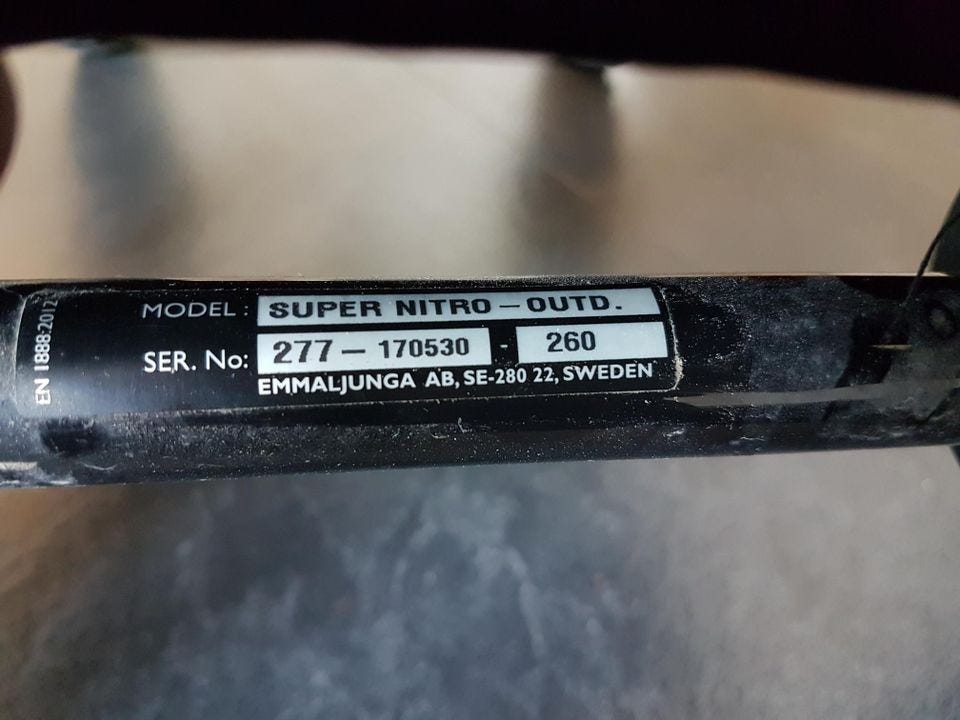 MODEL: SUPER NITRO-OUTD.
SER. No: 277-170530 - 260
EMMALJUNGA AB, SE-280 22, SWEDEN
EN 1888:2012